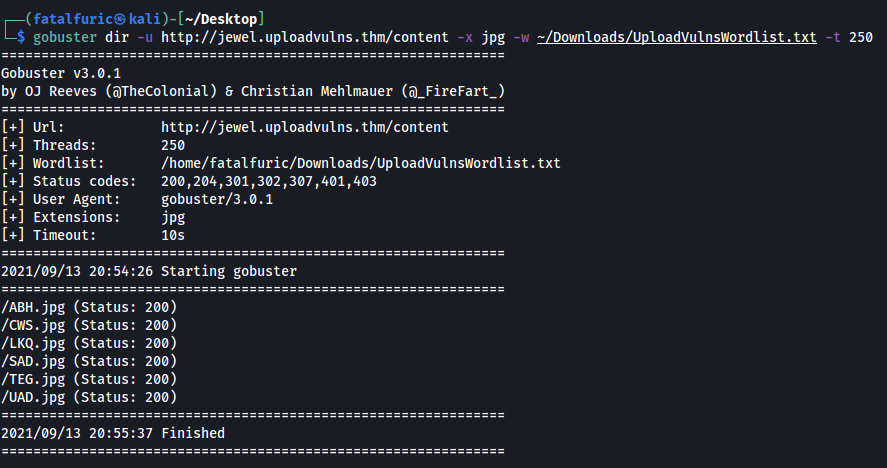 ┌──(fatalfuric㉿kali)-[~/Desktop]
└─$ gobuster dir -u http://jewel.uploadvulns.thm/content -x jpg -w ~/Downloads/UploadVulnsWordlist.txt -t 250
===============================================================
Gobuster v3.0.1
by OJ Reeves (@TheColonial) & Christian Mehlmauer (@_FireFart_)
===============================================================
[+] Url:            http://jewel.uploadvulns.thm/content
[+] Threads:        250
[+] Wordlist:       /home/fatalfuric/Downloads/UploadVulnsWordlist.txt
[+] Status codes:   200,204,301,302,307,401,403
[+] User Agent:     gobuster/3.0.1
[+] Extensions:     jpg
[+] Timeout:        10s
===============================================================
2021/09/13 20:54:26 Starting gobuster
===============================================================
/ABH.jpg (Status: 200)
/CWS.jpg (Status: 200)
/LKQ.jpg (Status: 200)
/SAD.jpg (Status: 200)
/TEG.jpg (Status: 200)
/UAD.jpg (Status: 200)
===============================================================
2021/09/13 20:55:37 Finished
===============================================================